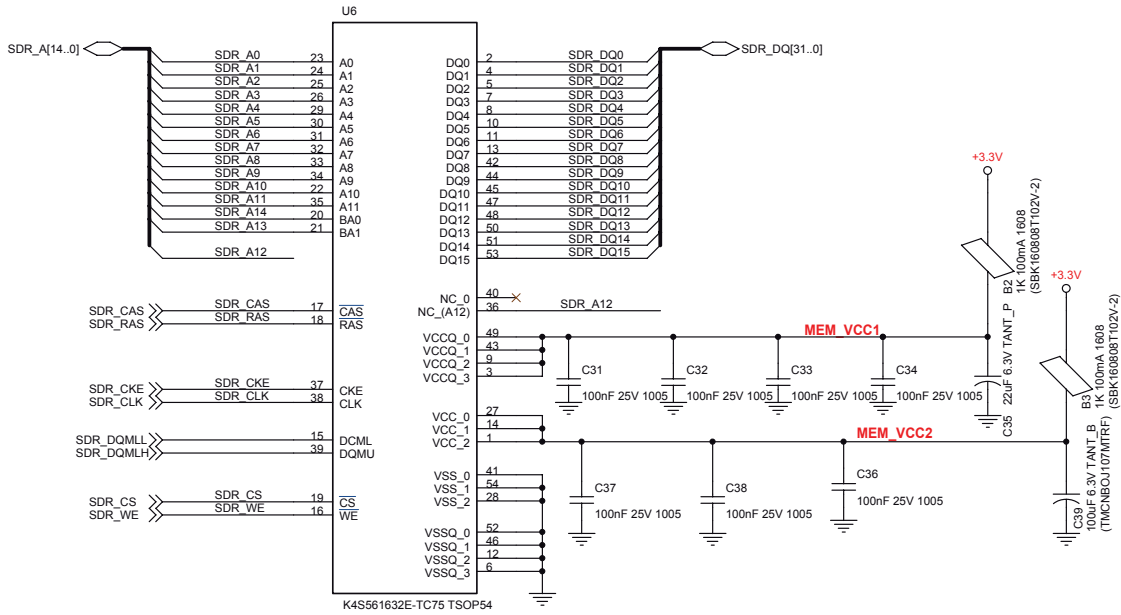 U6
SDR_A[14..0]
SDR_DQ[31..0]
SDR_A0 23 A0 DQ0 2 SDR_DQ0
SDR_A1 24 A1 DQ1 4 SDR_DQ1
SDR_A2 25 A2 DQ2 5 SDR_DQ2
SDR_A3 26 A3 DQ3 7 SDR_DQ3
SDR_A4 29 A4 DQ4 8 SDR_DQ4
SDR_A5 30 A5 DQ5 10 SDR_DQ5
SDR_A6 31 A6 DQ6 11 SDR_DQ6
SDR_A7 32 A7 DQ7 13 SDR_DQ7
SDR_A8 33 A8 DQ8 42 SDR_DQ8
SDR_A9 34 A9 DQ9 44 SDR_DQ9
SDR_A10 22 A10 DQ10 45 SDR_DQ10
SDR_A11 35 A11 DQ11 47 SDR_DQ11
SDR_A14 20 BA0 DQ12 48 SDR_DQ12
SDR_A13 21 BA1 DQ13 50 SDR_DQ13
DQ14 51 SDR_DQ14
SDR_A12 DQ15 53 SDR_DQ15
NC_0 40
NC_(A12) 36 SDR_A12
SDR_CAS SDR_CAS 17 CAS
SDR_RAS SDR_RAS 18 RAS
VCCQ_0 49 MEM_VCC1
VCCQ_1 43
VCCQ_2 9
VCCQ_3 3
C31
100nF 25V 1005
C32
100nF 25V 1005
C33
100nF 25V 1005
C34
100nF 25V 1005
+3.3V
B2
1K 100mA 1608
(SBK160808T102V-2)
C35
22uF 6.3V TANT_P
SDR_CKE SDR_CKE 37 CKE
SDR_CLK SDR_CLK 38 CLK
VCC_0 27
VCC_1 14
VCC_2 1 MEM_VCC2
SDR_DQMLL 15 DCML
SDR_DQMLH 39 DQMU
+3.3V
B3
1K 100mA 1608
(SBK160808T102V-2)
C37
100nF 25V 1005
C38
100nF 25V 1005
C36
100nF 25V 1005
C39
100uF 6.3V TANT_B
(TMCNBOJ107MTRF)
VSS_0 41
VSS_1 54
VSS_2 28
SDR_CS SDR_CS 19 CS
SDR_WE SDR_WE 16 WE
VSSQ_0 52
VSSQ_1 46
VSSQ_2 12
VSSQ_3 6
K4S561632E-TC75 TSOP54